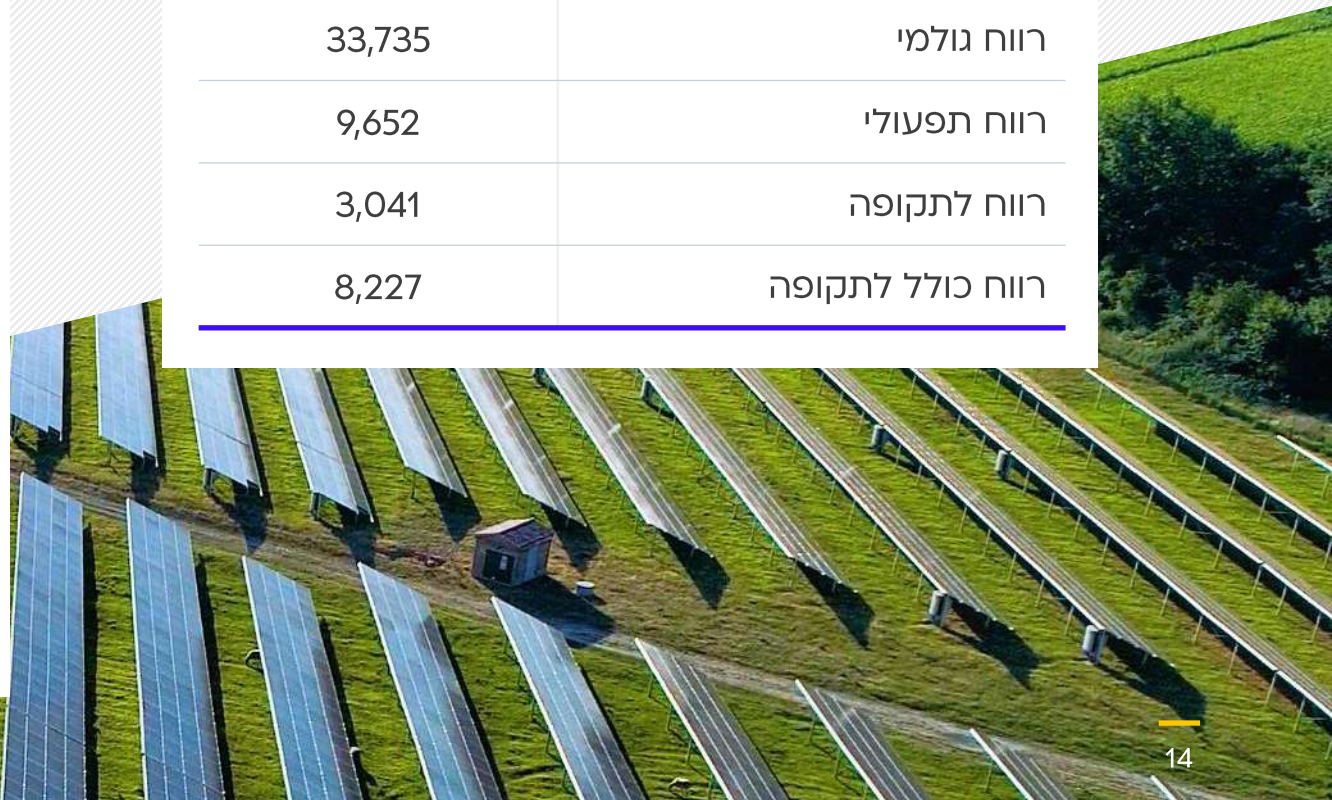 רווח גולמי 33,735
רווח תפעולי 9,652
רווח לתקופה 3,041
רווח כולל לתקופה 8,227
14